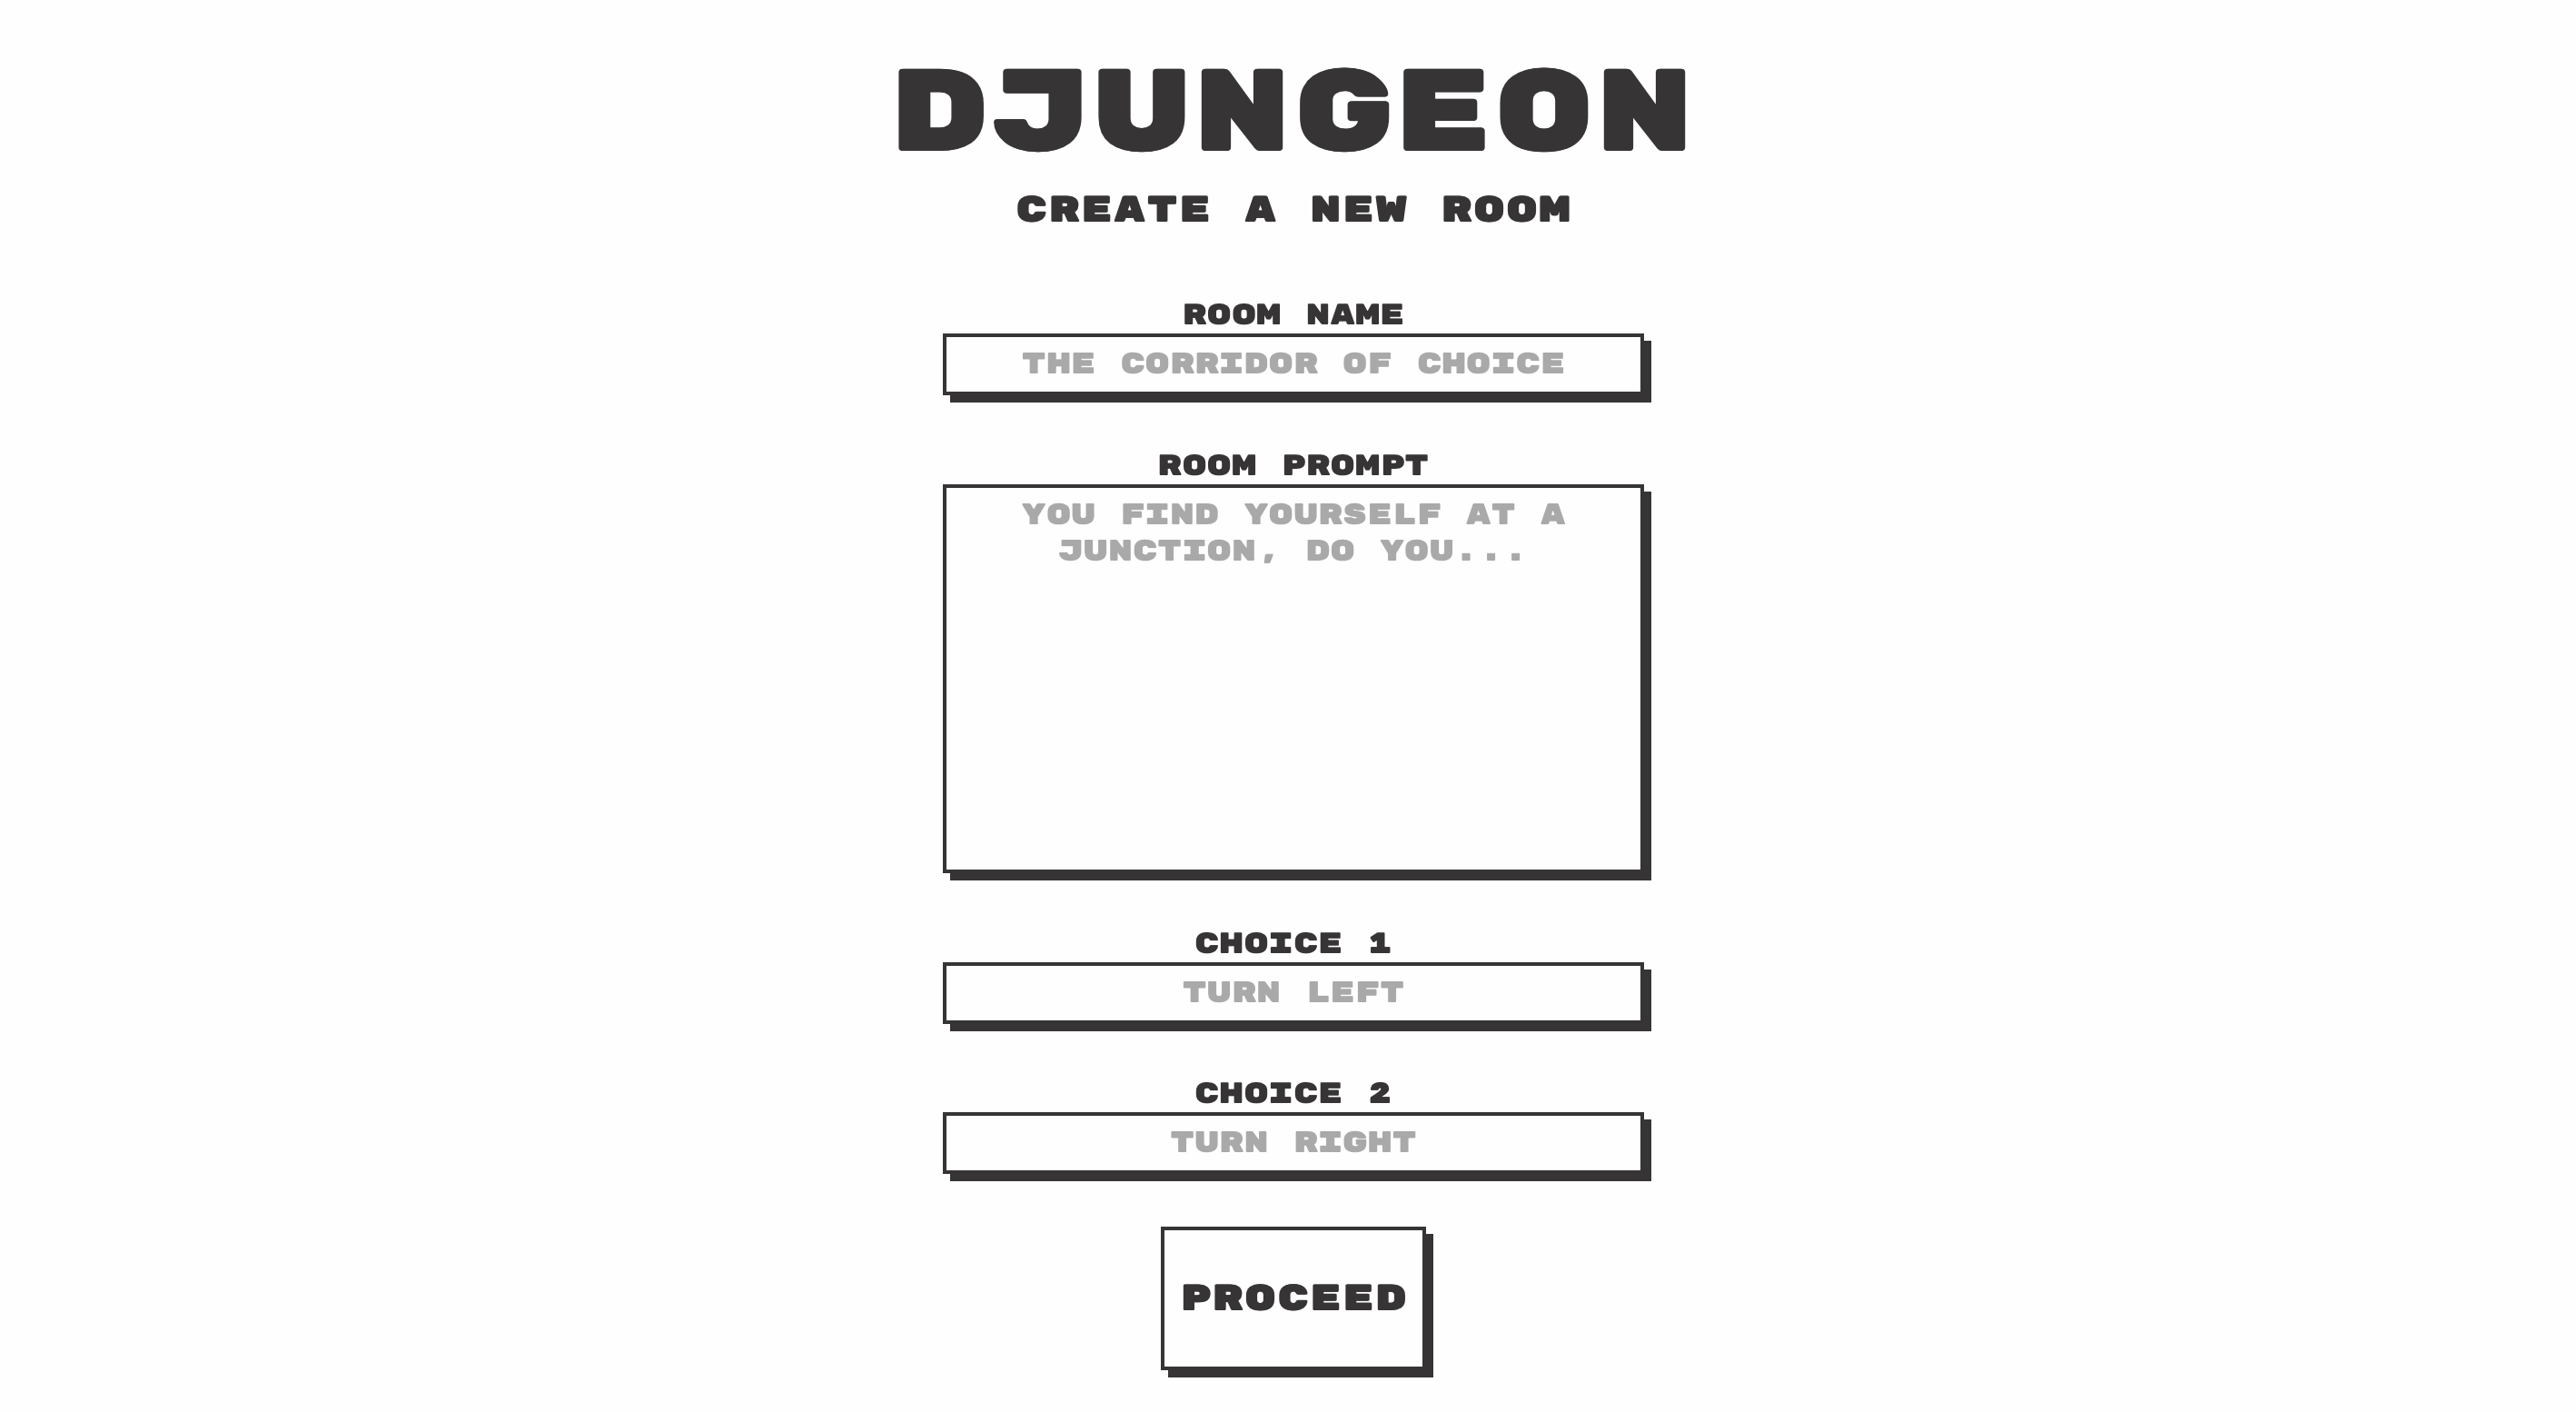 DJUNGEON
CREATE A NEW ROOM
ROOM NAME
THE CORRIDOR OF CHOICE
ROOM PROMPT
YOU FIND YOURSELF AT A
JUNCTION, DO YOU...
CHOICE 1
TURN LEFT
CHOICE 2
TURN RIGHT
PROCEED